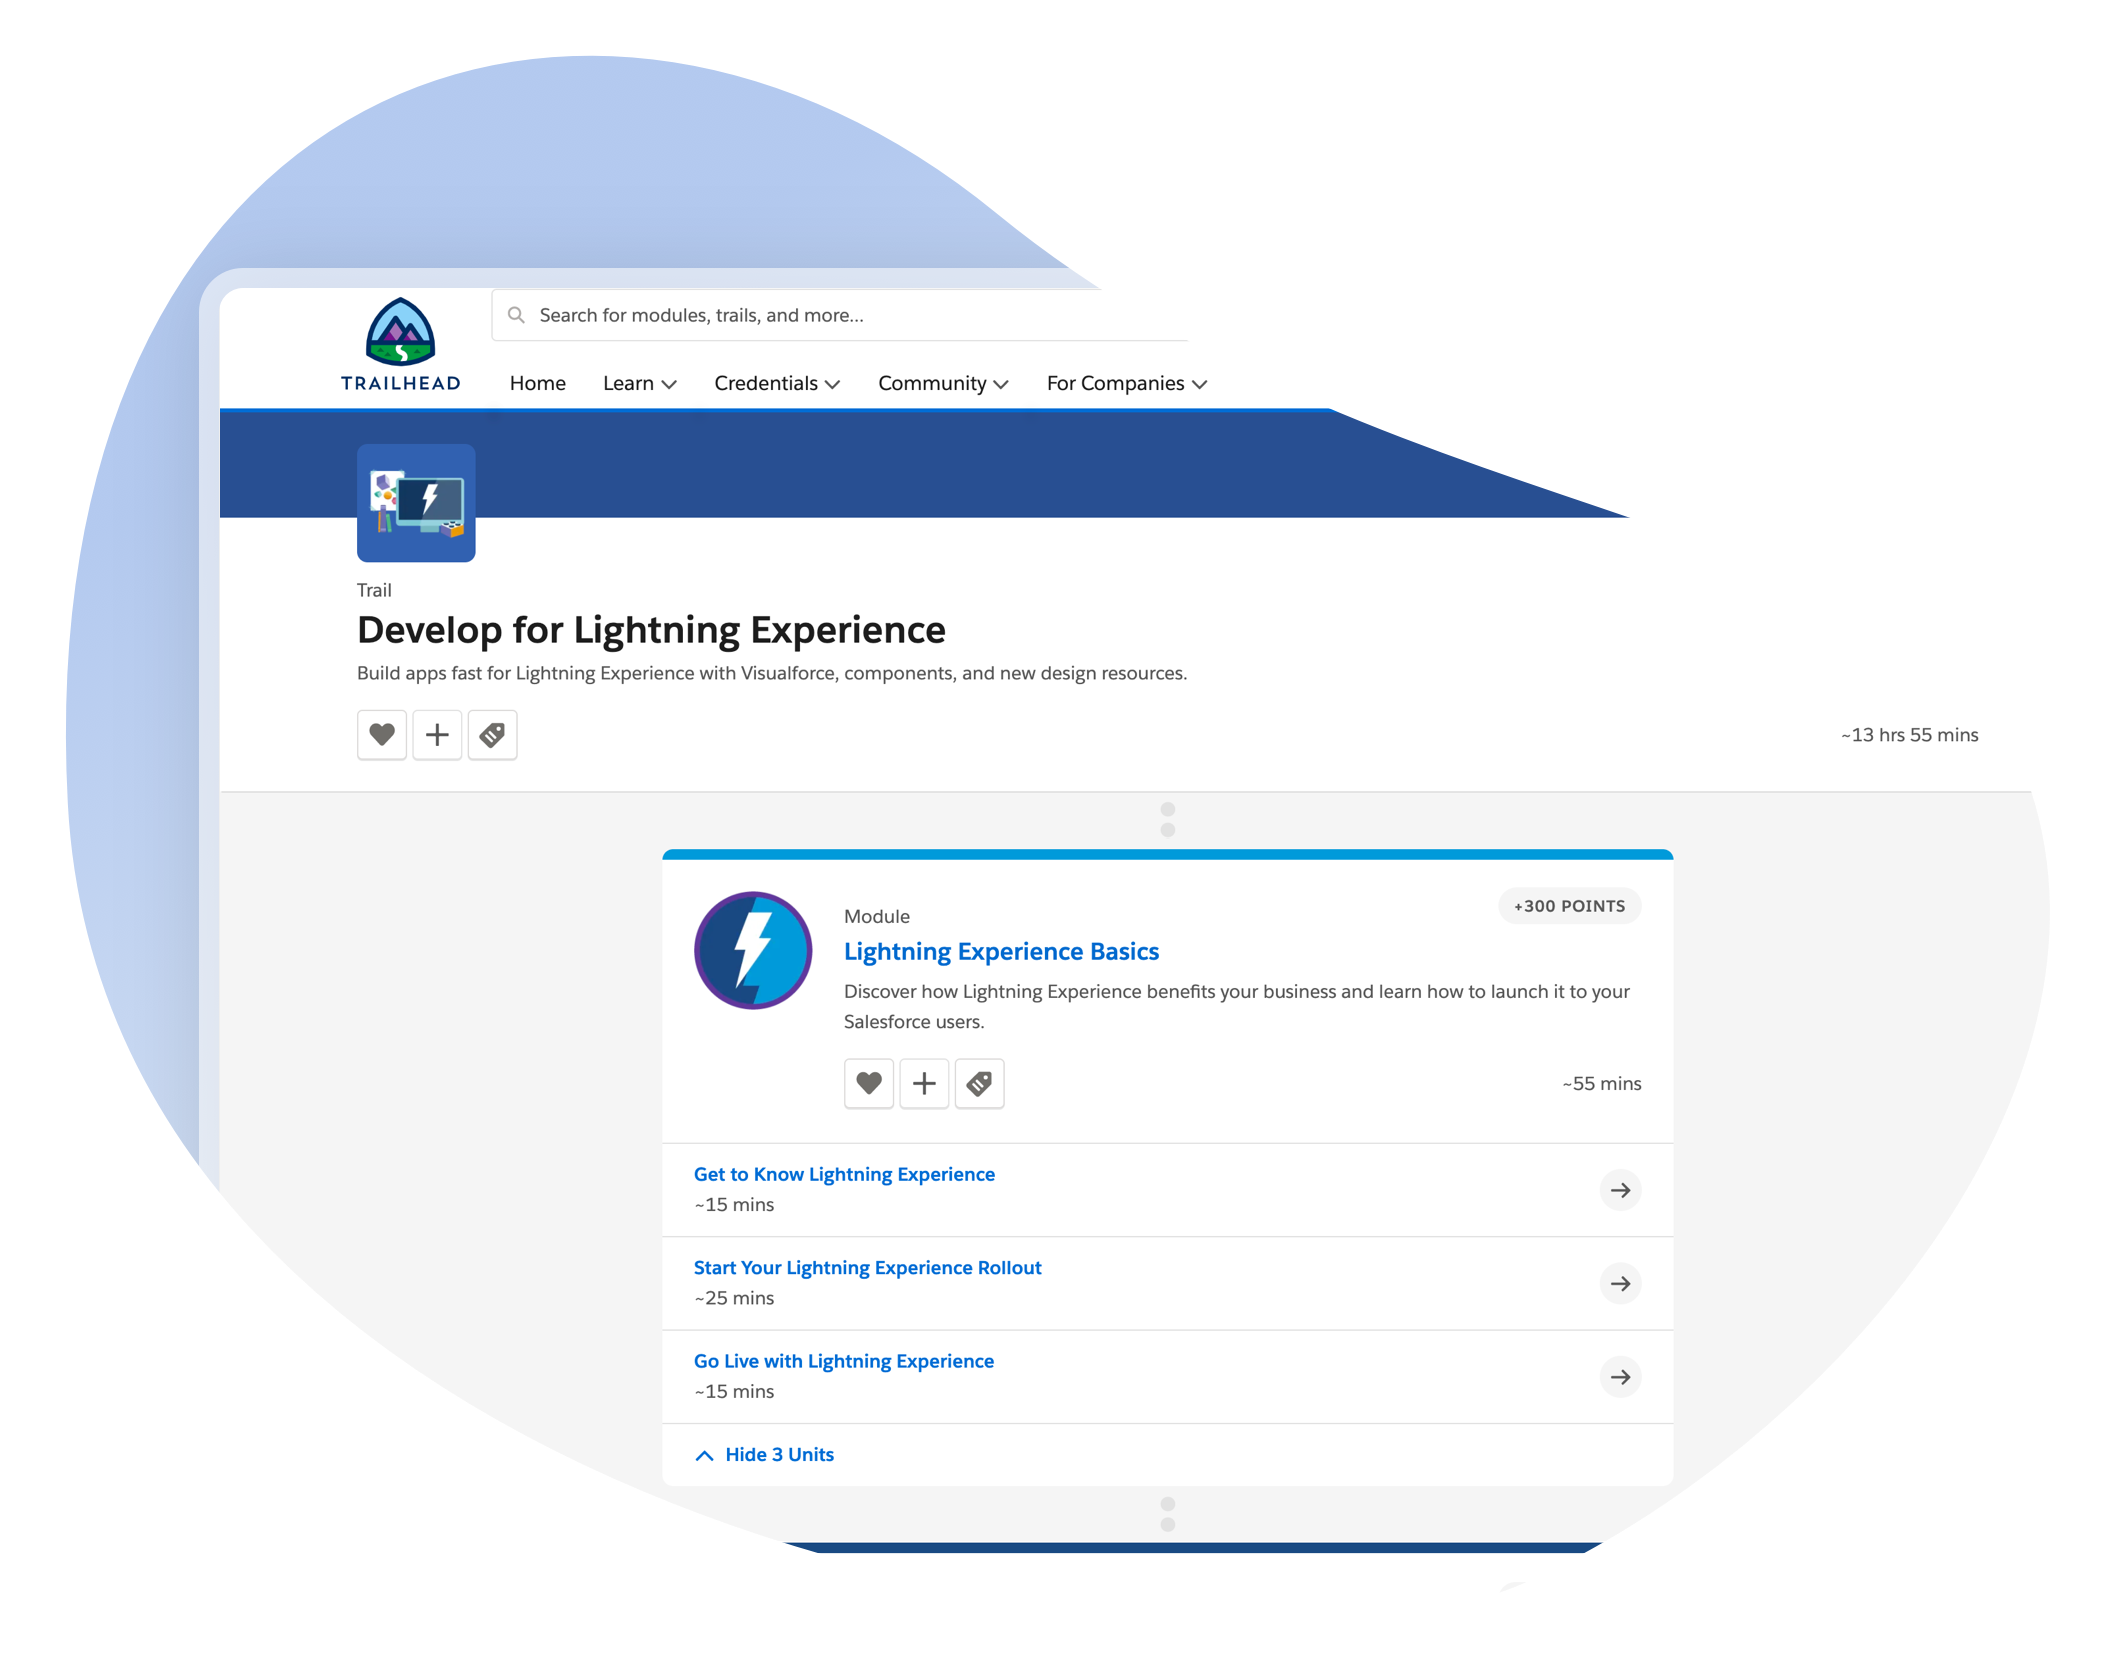 TRAILHEAD
Search for modules, trails, and more...
Home Learn Credentials Community For Companies
Trail
Develop for Lightning Experience
Build apps fast for Lightning Experience with Visualforce, components, and new design resources.
~13 hrs 55 mins
+300 POINTS
Module
Lightning Experience Basics
Discover how Lightning Experience benefits your business and learn how to launch it to your
Salesforce users.
~55 mins
Get to Know Lightning Experience
~15 mins
Start Your Lightning Experience Rollout
~25 mins
Go Live with Lightning Experience
~15 mins
Hide 3 Units